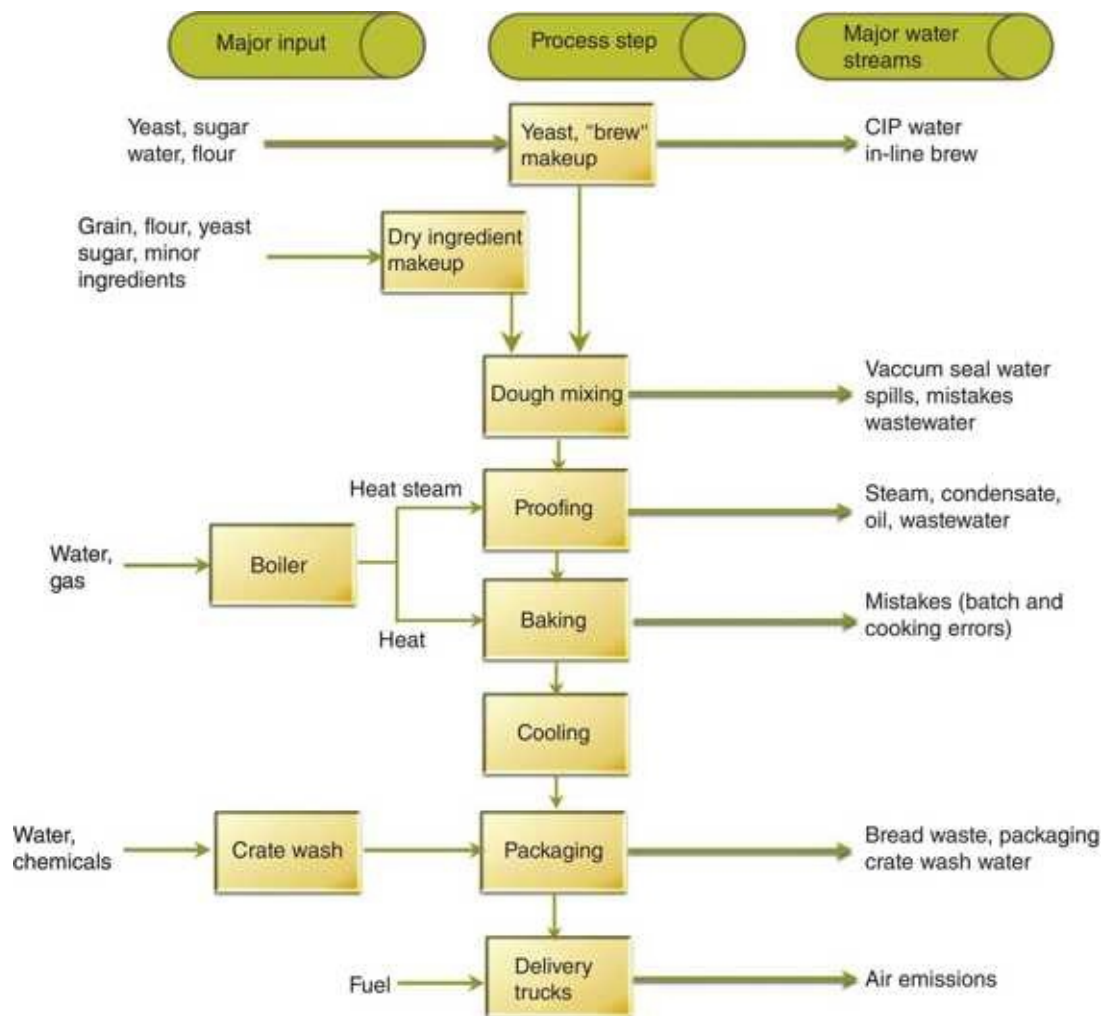 Major input
Process step
Major water
streams
Yeast, sugar
water, flour
Yeast, "brew"
makeup
CIP water
in-line brew
Grain, flour, yeast
sugar, minor
ingredients
Dry ingredient
makeup
Dough mixing
Vaccum seal water
spills, mistakes
wastewater
Heat steam
Proofing
Steam, condensate,
oil, wastewater
Water,
gas
Boiler
Baking
Mistakes (batch and
cooking errors)
Heat
Cooling
Water,
chemicals
Crate wash
Packaging
Bread waste, packaging
crate wash water
Fuel
Delivery
trucks
Air emissions